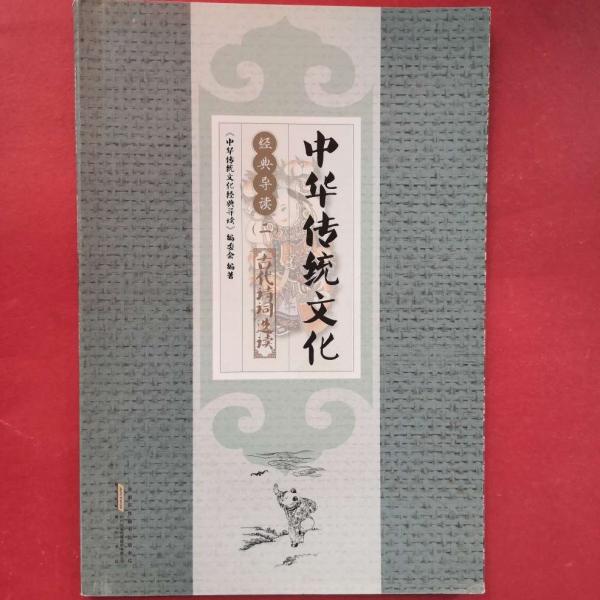 中华传统文化
经典导读
二
古代诗词选读
《中华传统文化经典导读》编委会 编著